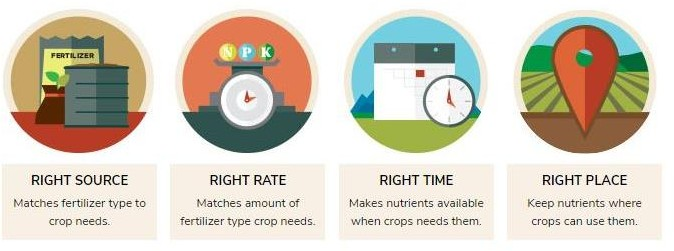 FERTILIZER
N P K
RIGHT SOURCE
Matches fertilizer type to
crop needs.
RIGHT RATE
Matches amount of
fertilizer type crop needs.
RIGHT TIME
Makes nutrients available
when crops needs them.
RIGHT PLACE
Keep nutrients where
crops can use them.